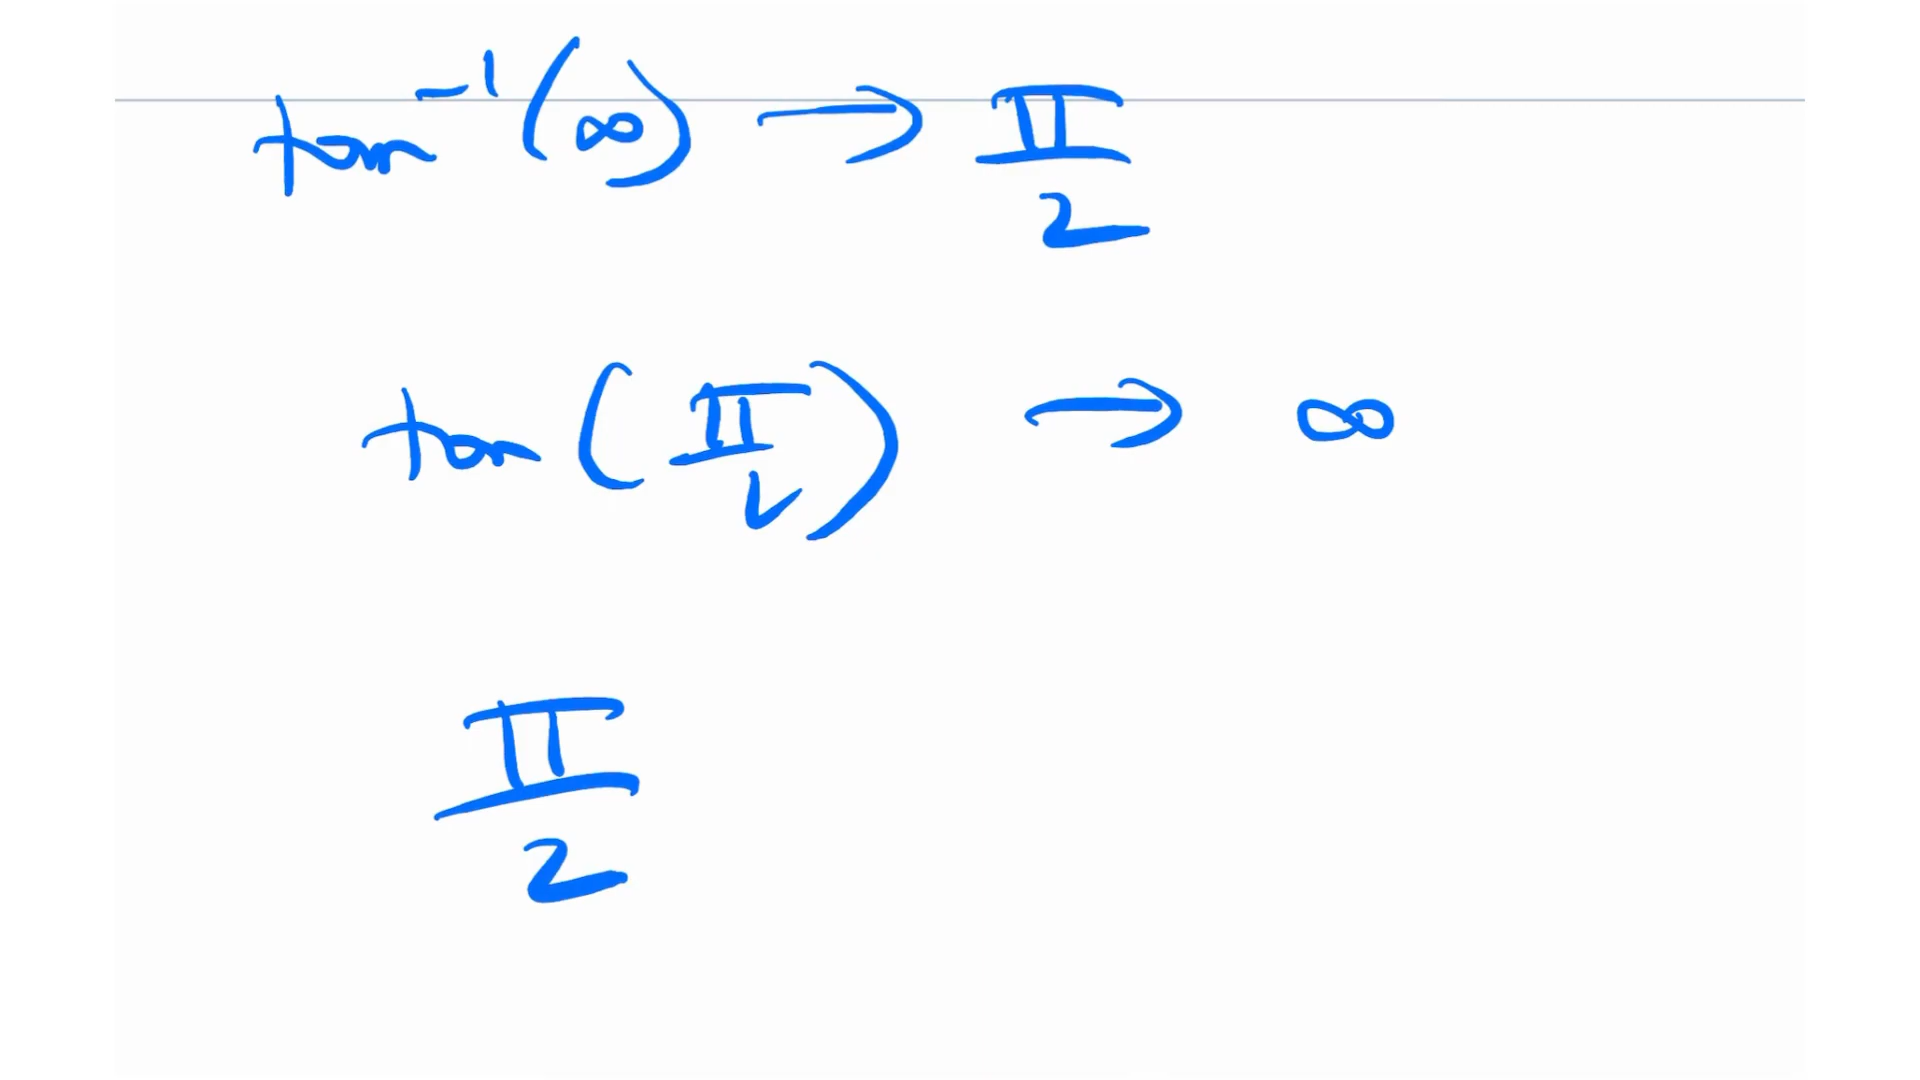 tan⁻¹(∞) → π/2
tan(π/2) → ∞
π/2